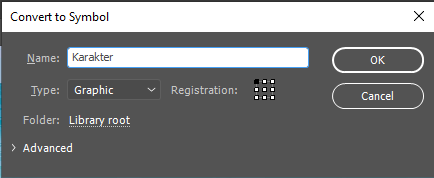 Convert to Symbol
Name: Karakter
OK
Type: Graphic Registration:
Cancel
Folder: Library root
Advanced